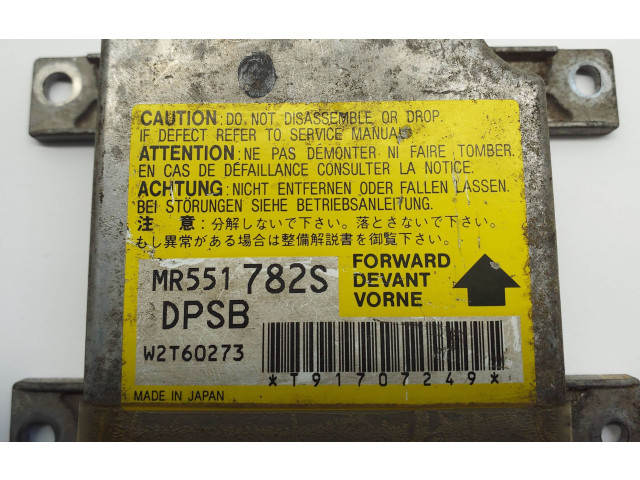 CAUTION: DO NOT DISASSEMBLE OR DROP.
IF DEFECT REFER TO SERVICE MANUAL.
ATTENTION: NE PAS DÉMONTER NI FAIRE TOMBER.
EN CAS DE DÉFAILLANCE CONSULTER LA NOTICE.
ACHTUNG: NICHT ENTFERNEN ODER FALLEN LASSEN.
BEI STÖRUNGEN SIEHE BETRIEBSANLEITUNG.
注 意: 分解しないで下さい。落とさないで下さい。
もし異常がある場合は整備解説書を御覧下さい。
MR551782S
DPSB
W2T60273
FORWARD
DEVANT
VORNE
*T91707249*
MADE IN JAPAN